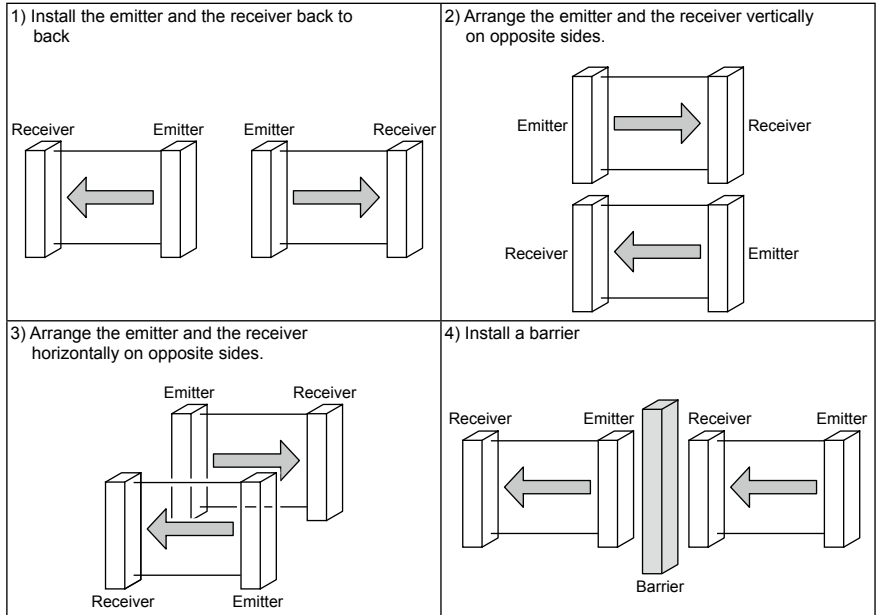 1) Install the emitter and the receiver back to
back
Receiver Emitter Emitter Receiver
2) Arrange the emitter and the receiver vertically
on opposite sides.
Emitter Receiver
Receiver Emitter
3) Arrange the emitter and the receiver
horizontally on opposite sides.
Emitter Receiver
Receiver Emitter
4) Install a barrier
Receiver Emitter Receiver Emitter
Barrier